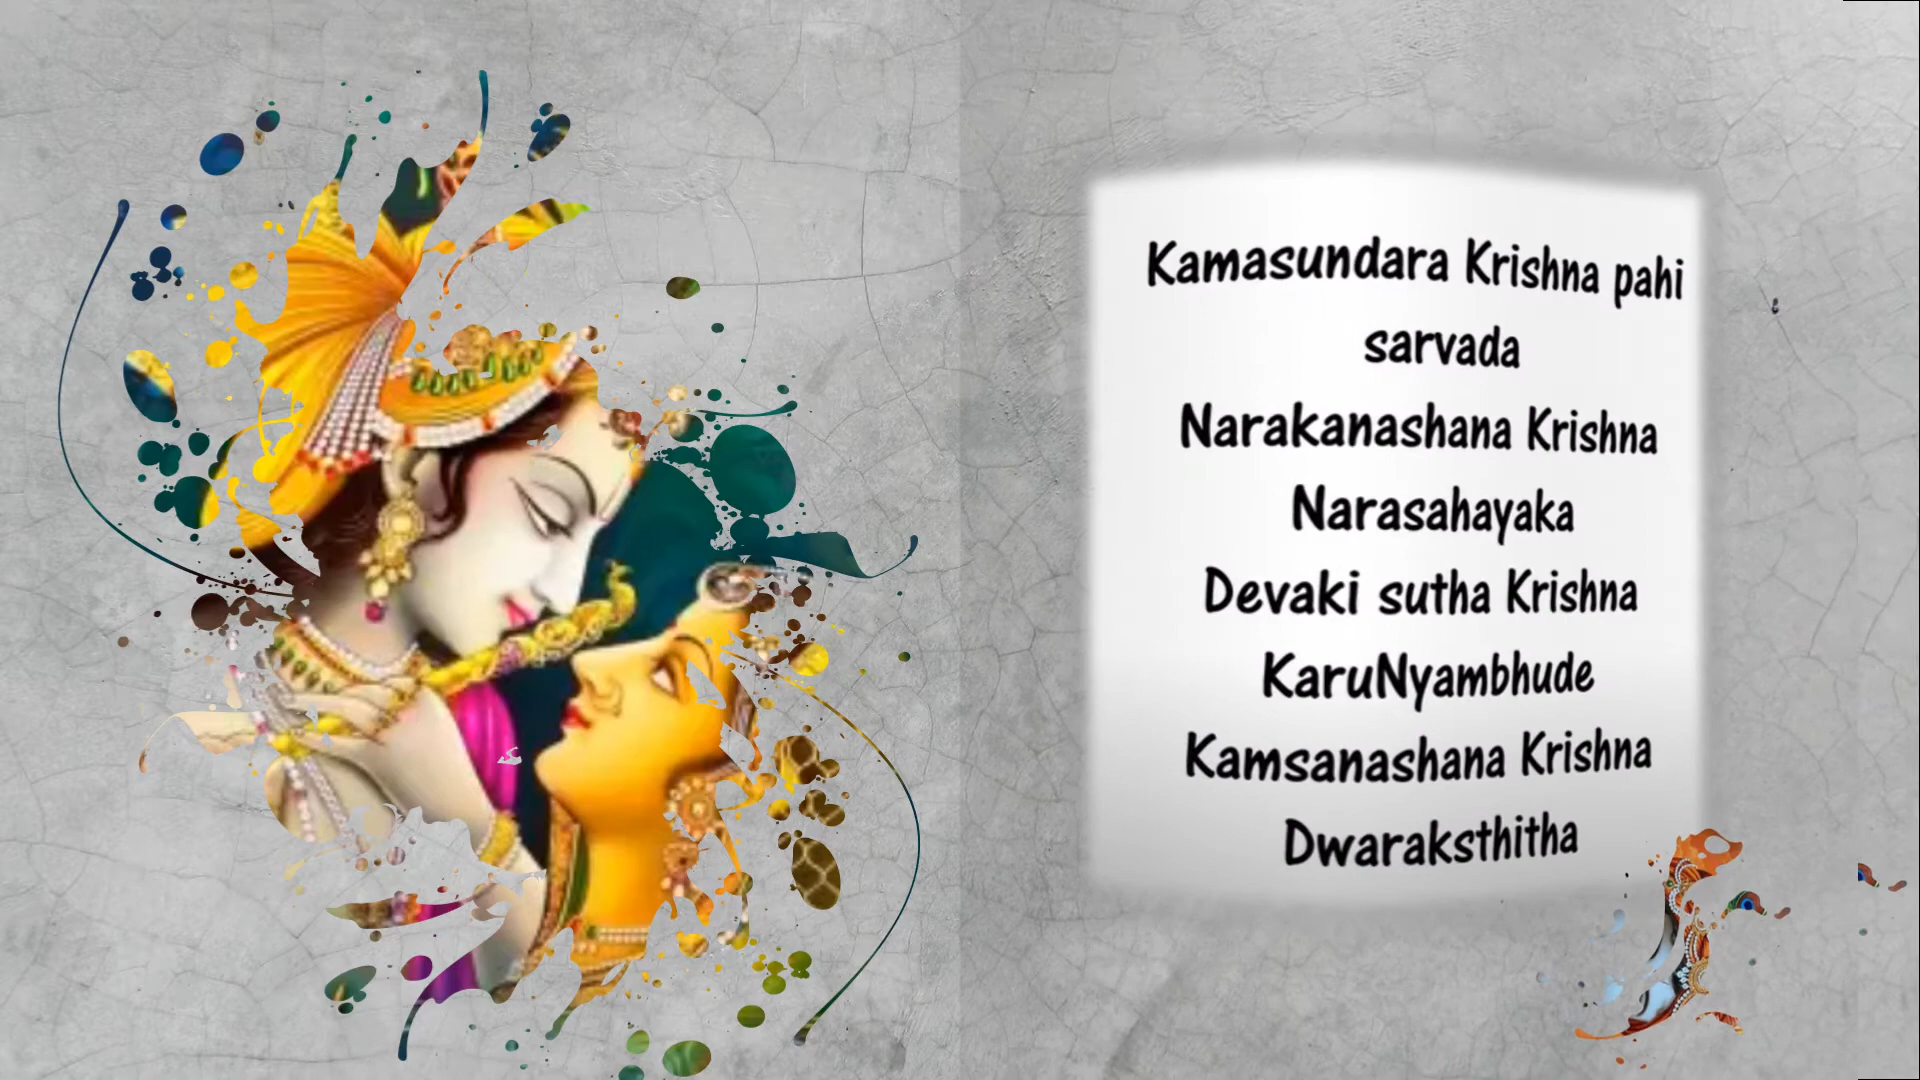 Kamasundara Krishna pahi
sarvada
Narakanashana Krishna
Narasahayaka
Devaki sutha Krishna
KaruNyambhude
Kamsanashana Krishna
Dwaraksthitha